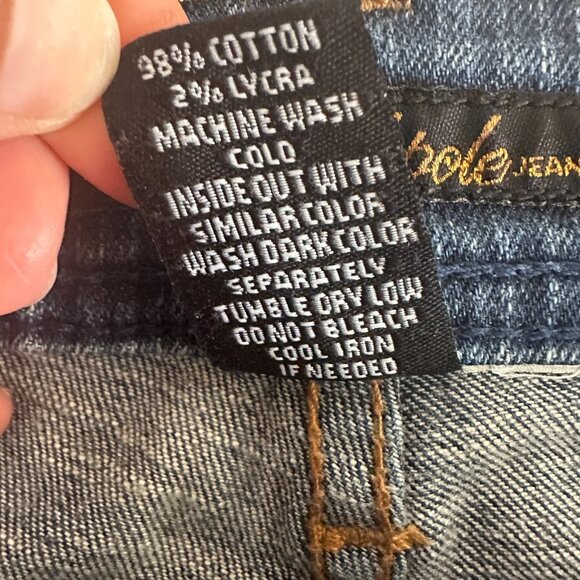 98% COTTON
2% LYCRA
MACHINE WASH
COLD
INSIDE OUT WITH
SIMILAR COLOR
WASH DARK COLOR
SEPARATELY
TUMBLE DRY LOW
DO NOT BLEACH
COOL IRON
IF NEEDED
JEAN